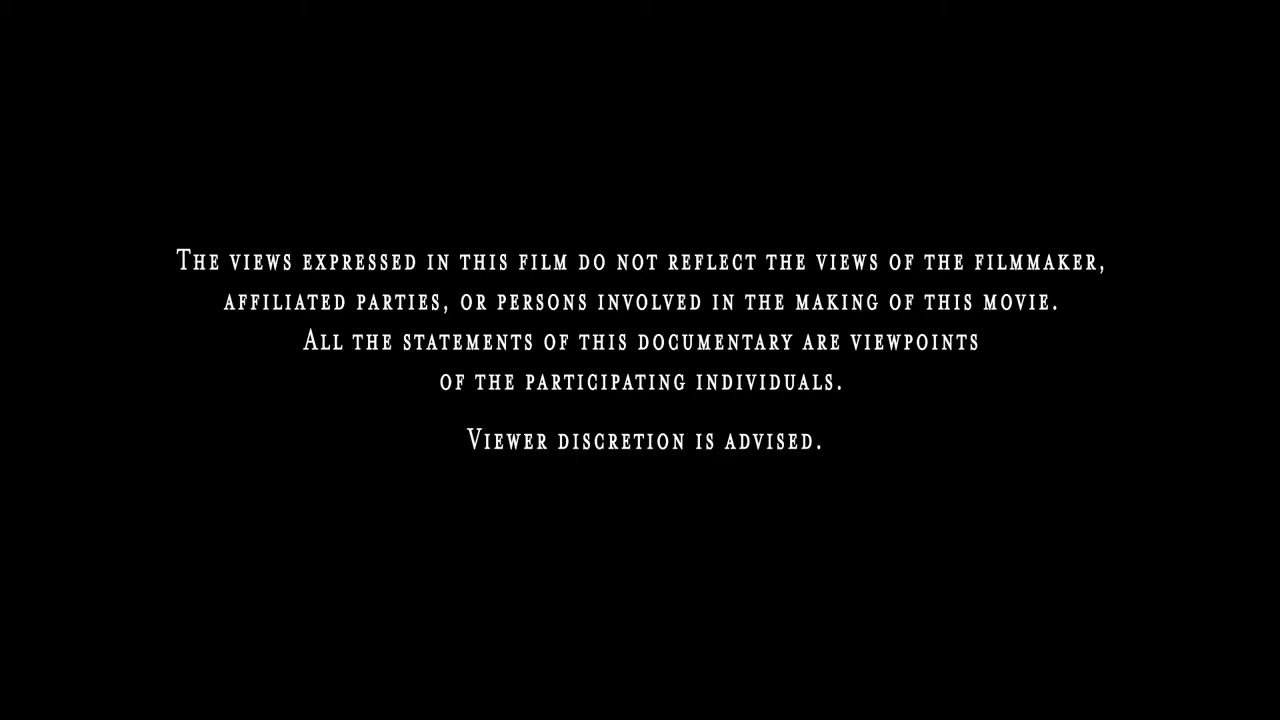 The views expressed in this film do not reflect the views of the filmmaker,
affiliated parties, or persons involved in the making of this movie.
All the statements of this documentary are viewpoints
of the participating individuals.
Viewer discretion is advised.